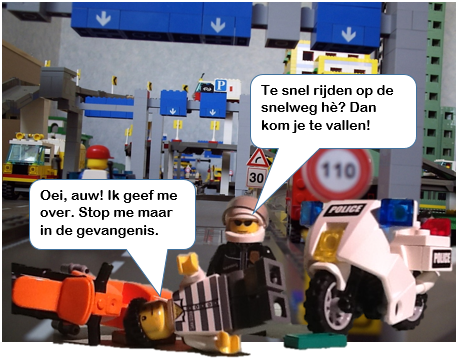 P
Te snel rijden op de
snelweg hè? Dan
kom je te vallen!
30
110
Oei, auw! Ik geef me
over. Stop me maar
in de gevangenis.
POLICE
POLICE